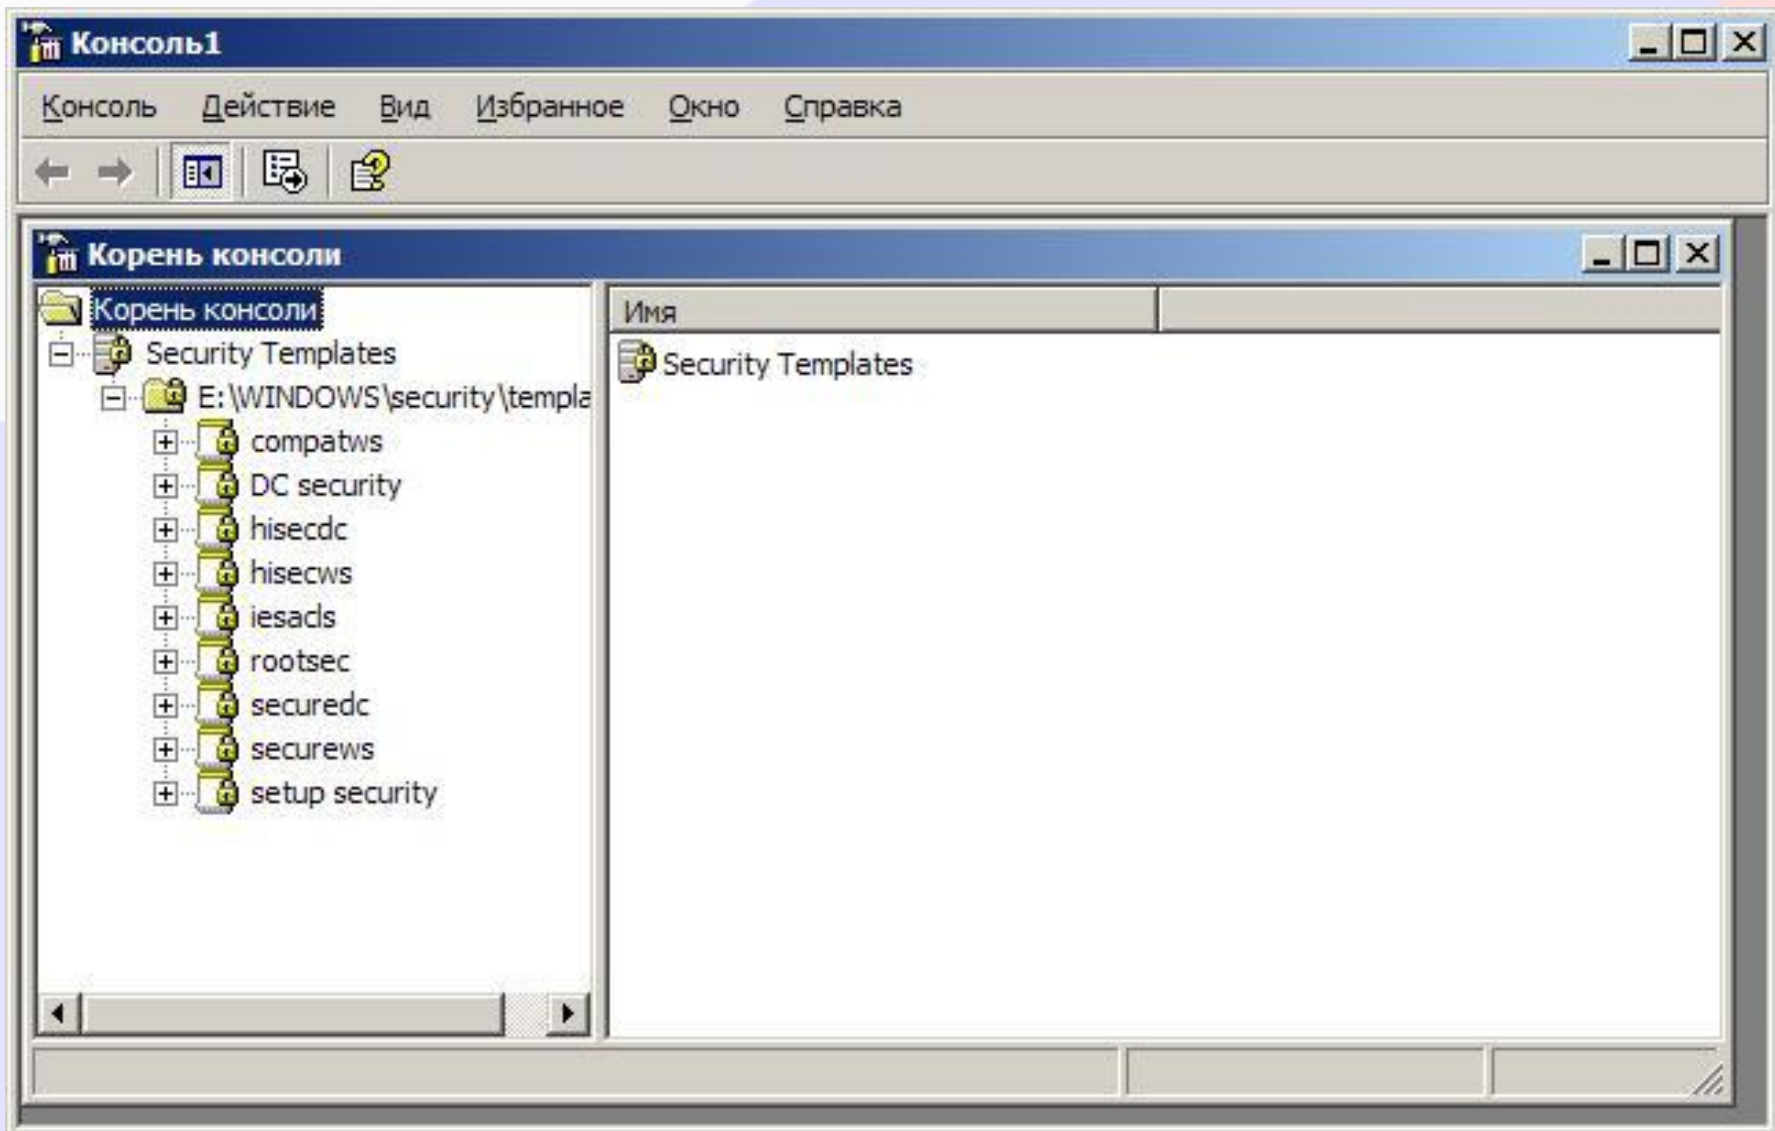 Консоль1
Консоль Действие Вид Избранное Окно Справка
Корень консоли
Корень консоли
Security Templates
E:\WINDOWS\security\templa
compatws
DC security
hisecdc
hisecws
iesacls
rootsec
securedc
securews
setup security
Имя
Security Templates